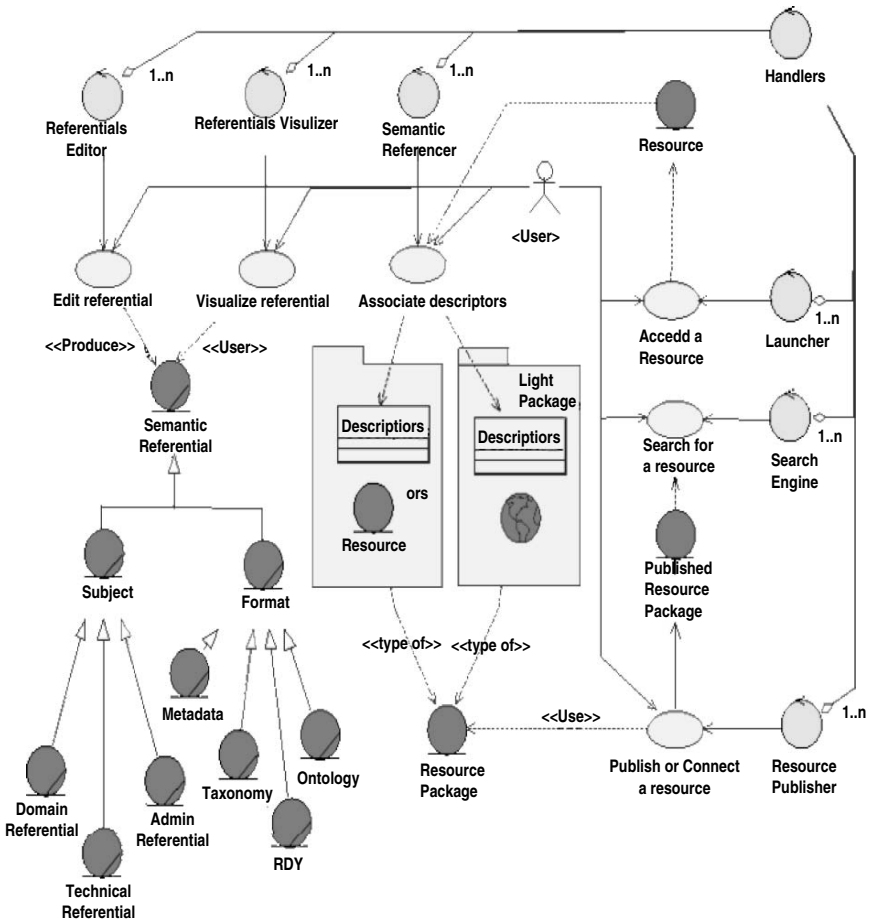 1..n
1..n
1..n
Handlers
Referentials
Editor
Referentials Visulizer
Semantic
Referencer
Resource
<User>
Edit referential
Visualize referential
Associate descriptors
Accedd a
Resource
1..n
Launcher
<<Produce>>
<<User>>
Semantic
Referential
Light
Package
Descriptiors
Descriptiors
ors
Resource
Search for
a resource
1..n
Search
Engine
Published
Resource
Package
Subject
Format
Metadata
<<type of>>
<<type of>>
<<Use>>
1..n
Domain
Referential
Admin
Referential
Taxonomy
Ontology
Resource
Package
Publish or Connect
a resource
Resource
Publisher
RDY
Technical
Referential